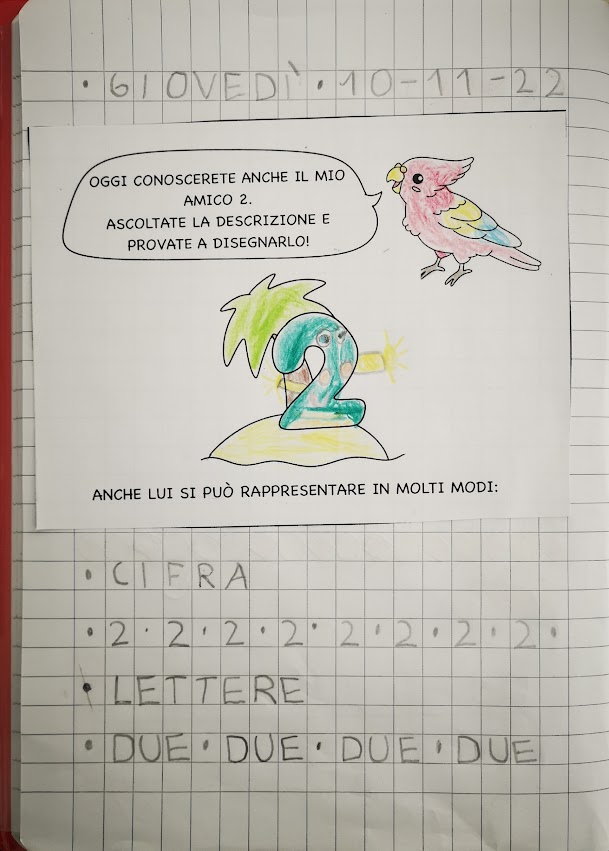 • GIOVEDÌ • 10-11-22
OGGI CONOSCERETE ANCHE IL MIO
AMICO 2.
ASCOLTATE LA DESCRIZIONE E
PROVATE A DISEGNARLO!
2
ANCHE LUI SI PUÒ RAPPRESENTARE IN MOLTI MODI:
• CIFRA
• 2 • 2 • 2 • 2 • 2 • 2 • 2 • 2 •
• LETTERE
• DUE • DUE • DUE • DUE